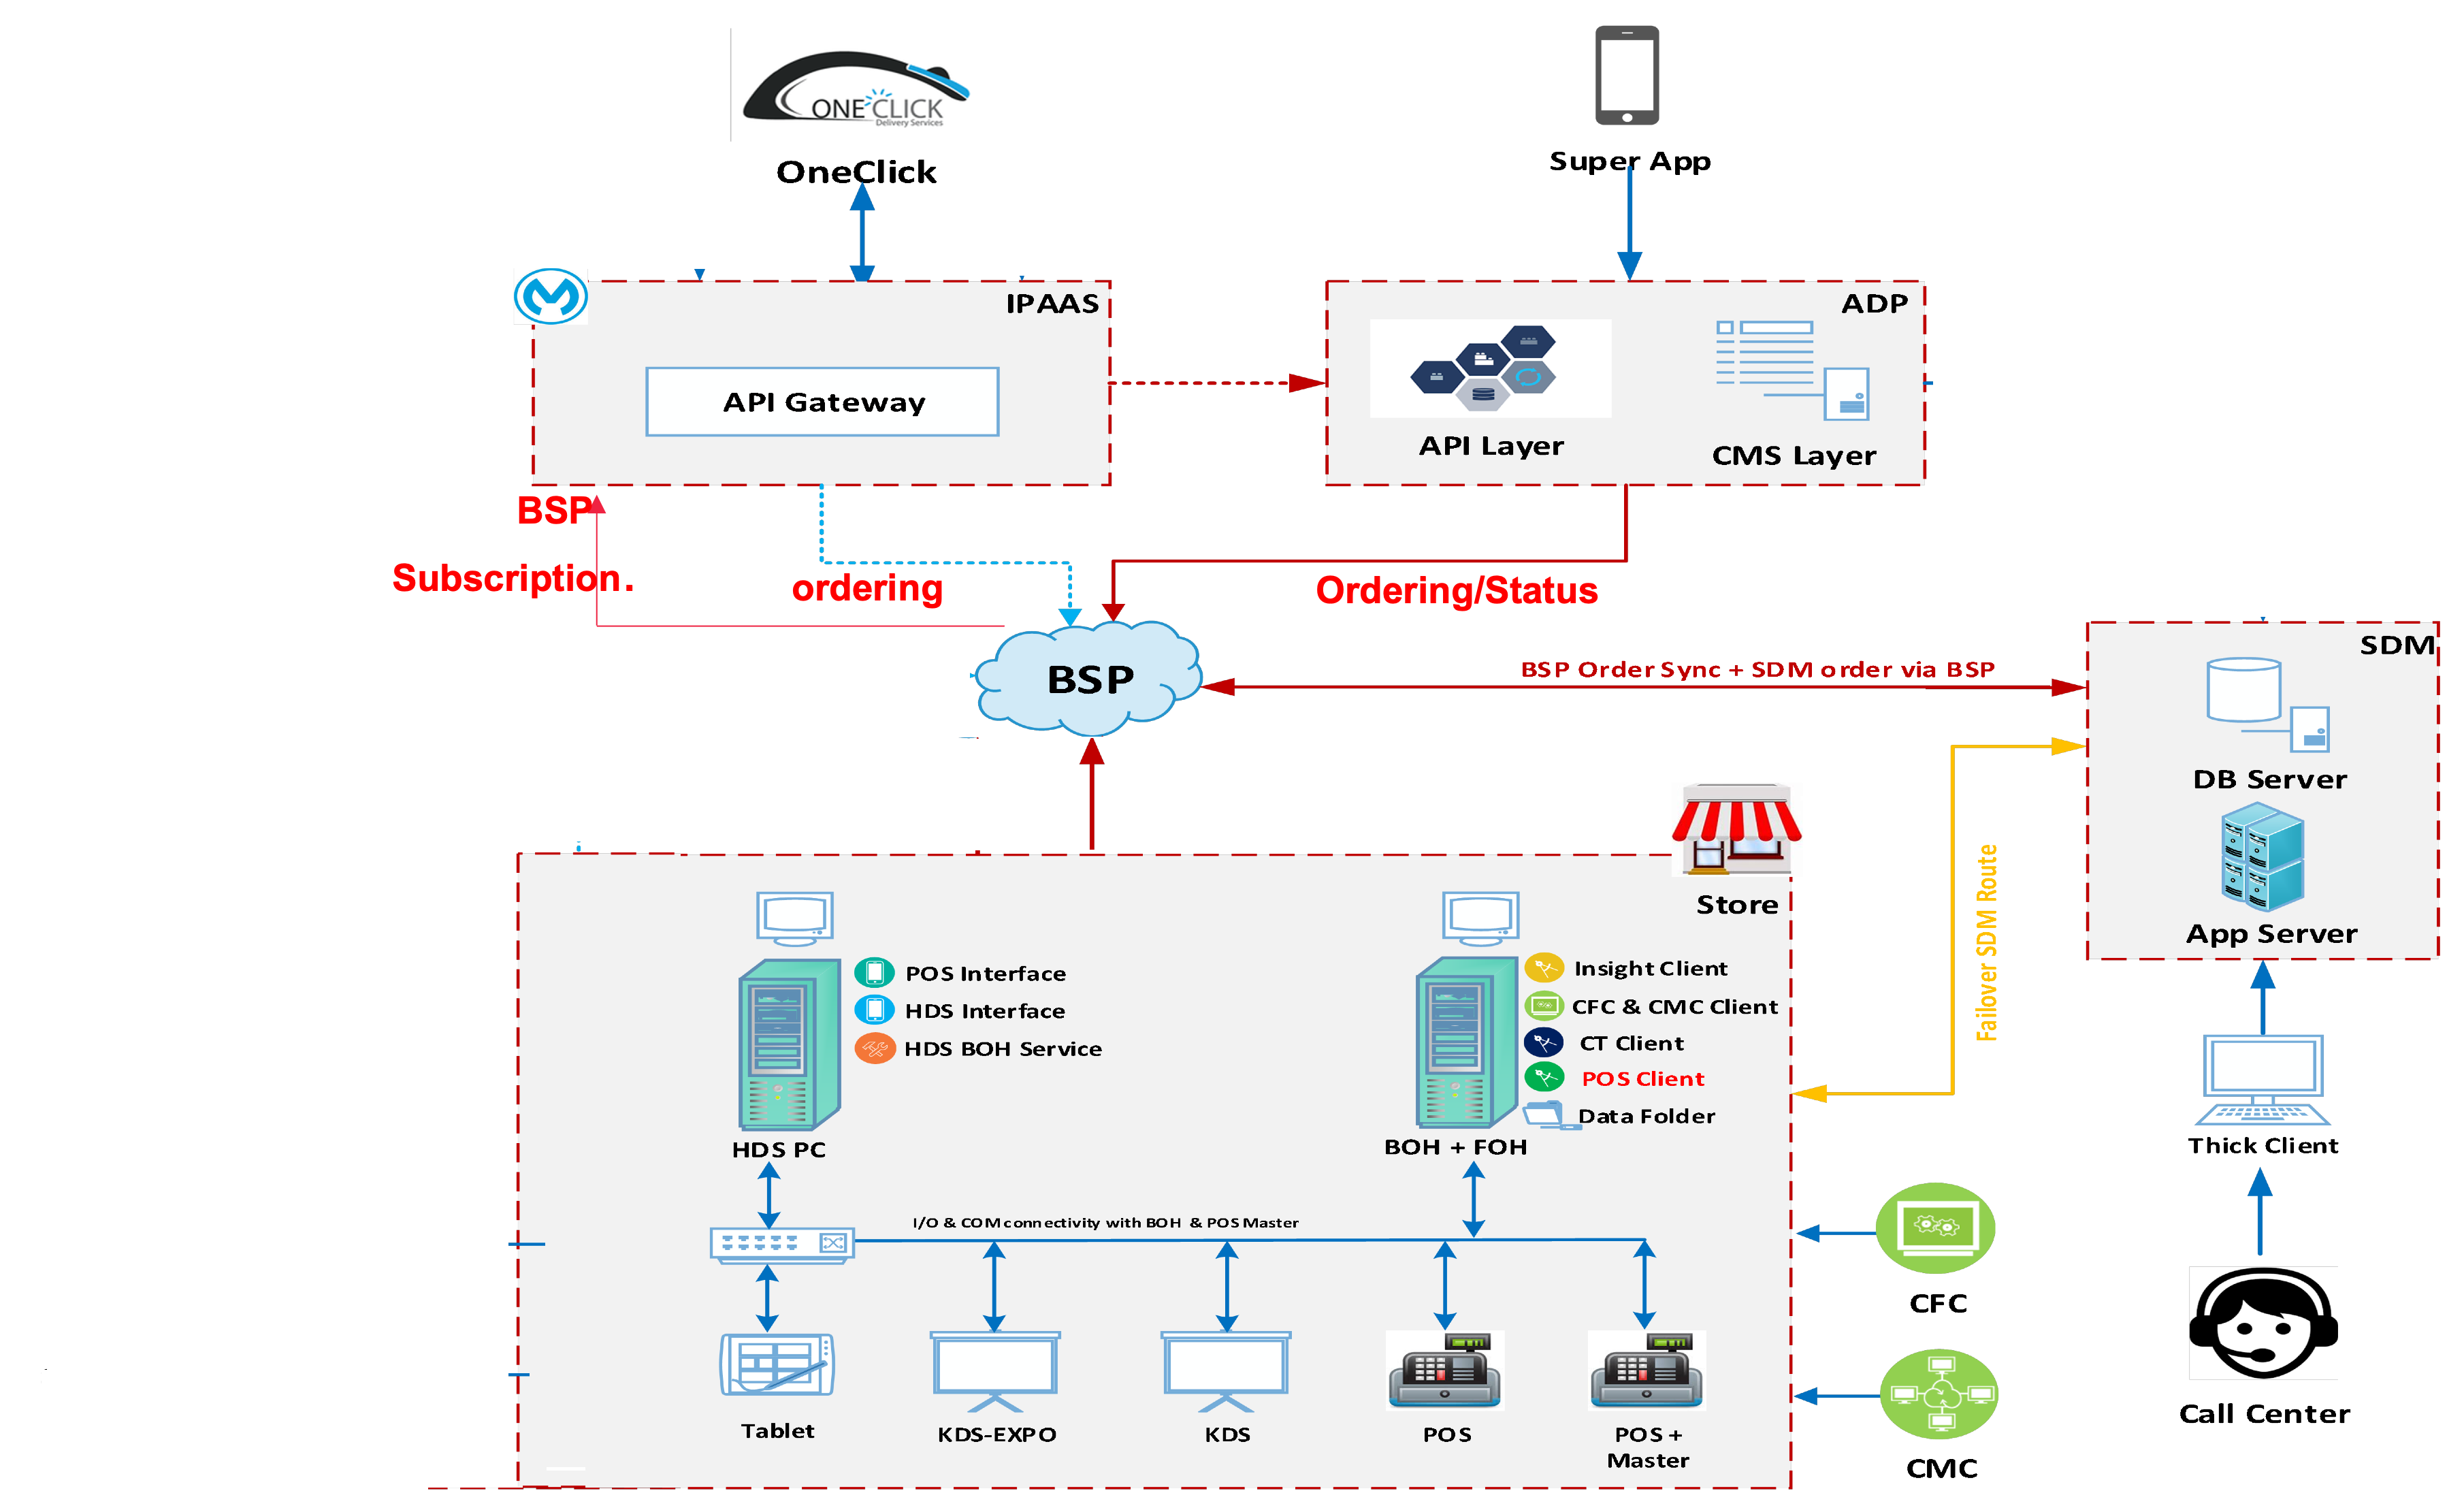 ONE CLICK
Delivery Services
OneClick
Super App
IPAAS
API Gateway
ADP
API Layer
CMS Layer
BSP
Subscription.
ordering
Ordering/Status
BSP
BSP Order Sync + SDM order via BSP
SDM
DB Server
App Server
Failover SDM Route
Store
POS Interface
HDS Interface
HDS BOH Service
HDS PC
Insight Client
CFC & CMC Client
CT Client
POS Client
Data Folder
BOH + FOH
Thick Client
I/O & COM connectivity with BOH & POS Master
CFC
Tablet
KDS-EXPO
KDS
POS
POS +
Master
CMC
Call Center